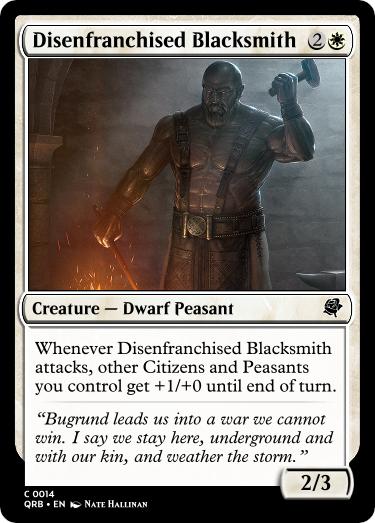 Disenfranchised Blacksmith 2
Creature — Dwarf Peasant
Whenever Disenfranchised Blacksmith
attacks, other Citizens and Peasants
you control get +1/+0 until end of turn.
“Bugrund leads us into a war we cannot
win. I say we stay here, underground and
with our kin, and weather the storm.”
2/3
C 0014
QRB • EN Nate Hallinan